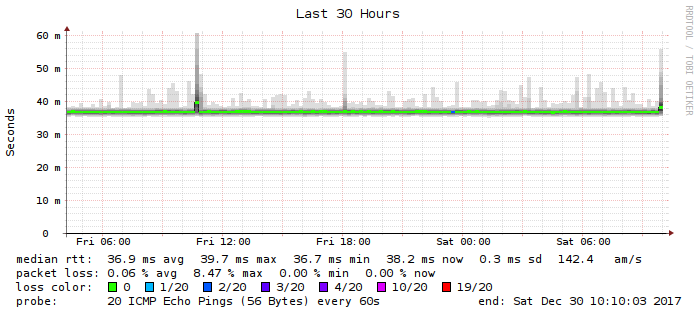 Last 30 Hours
RRDTOOL / TOBI OETIKER
Seconds
60 m
50 m
40 m
30 m
20 m
10 m
0
Fri 06:00 Fri 12:00 Fri 18:00 Sat 00:00 Sat 06:00
median rtt: 36.9 ms avg 39.7 ms max 36.7 ms min 38.2 ms now 0.3 ms sd 142.4 am/s
packet loss: 0.06 % avg 8.47 % max 0.00 % min 0.00 % now
loss color: 0 1/20 2/20 3/20 4/20 10/20 19/20
probe: 20 ICMP Echo Pings (56 Bytes) every 60s end: Sat Dec 30 10:10:03 2017